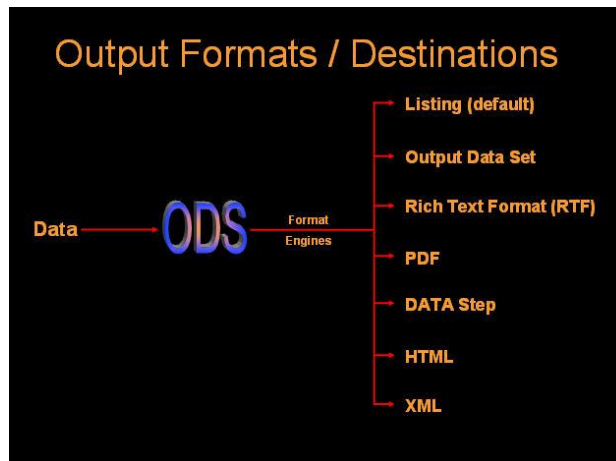 Output Formats / Destinations
Listing (default)
Output Data Set
Rich Text Format (RTF)
Data
ODS
Format
Engines
PDF
DATA Step
HTML
XML